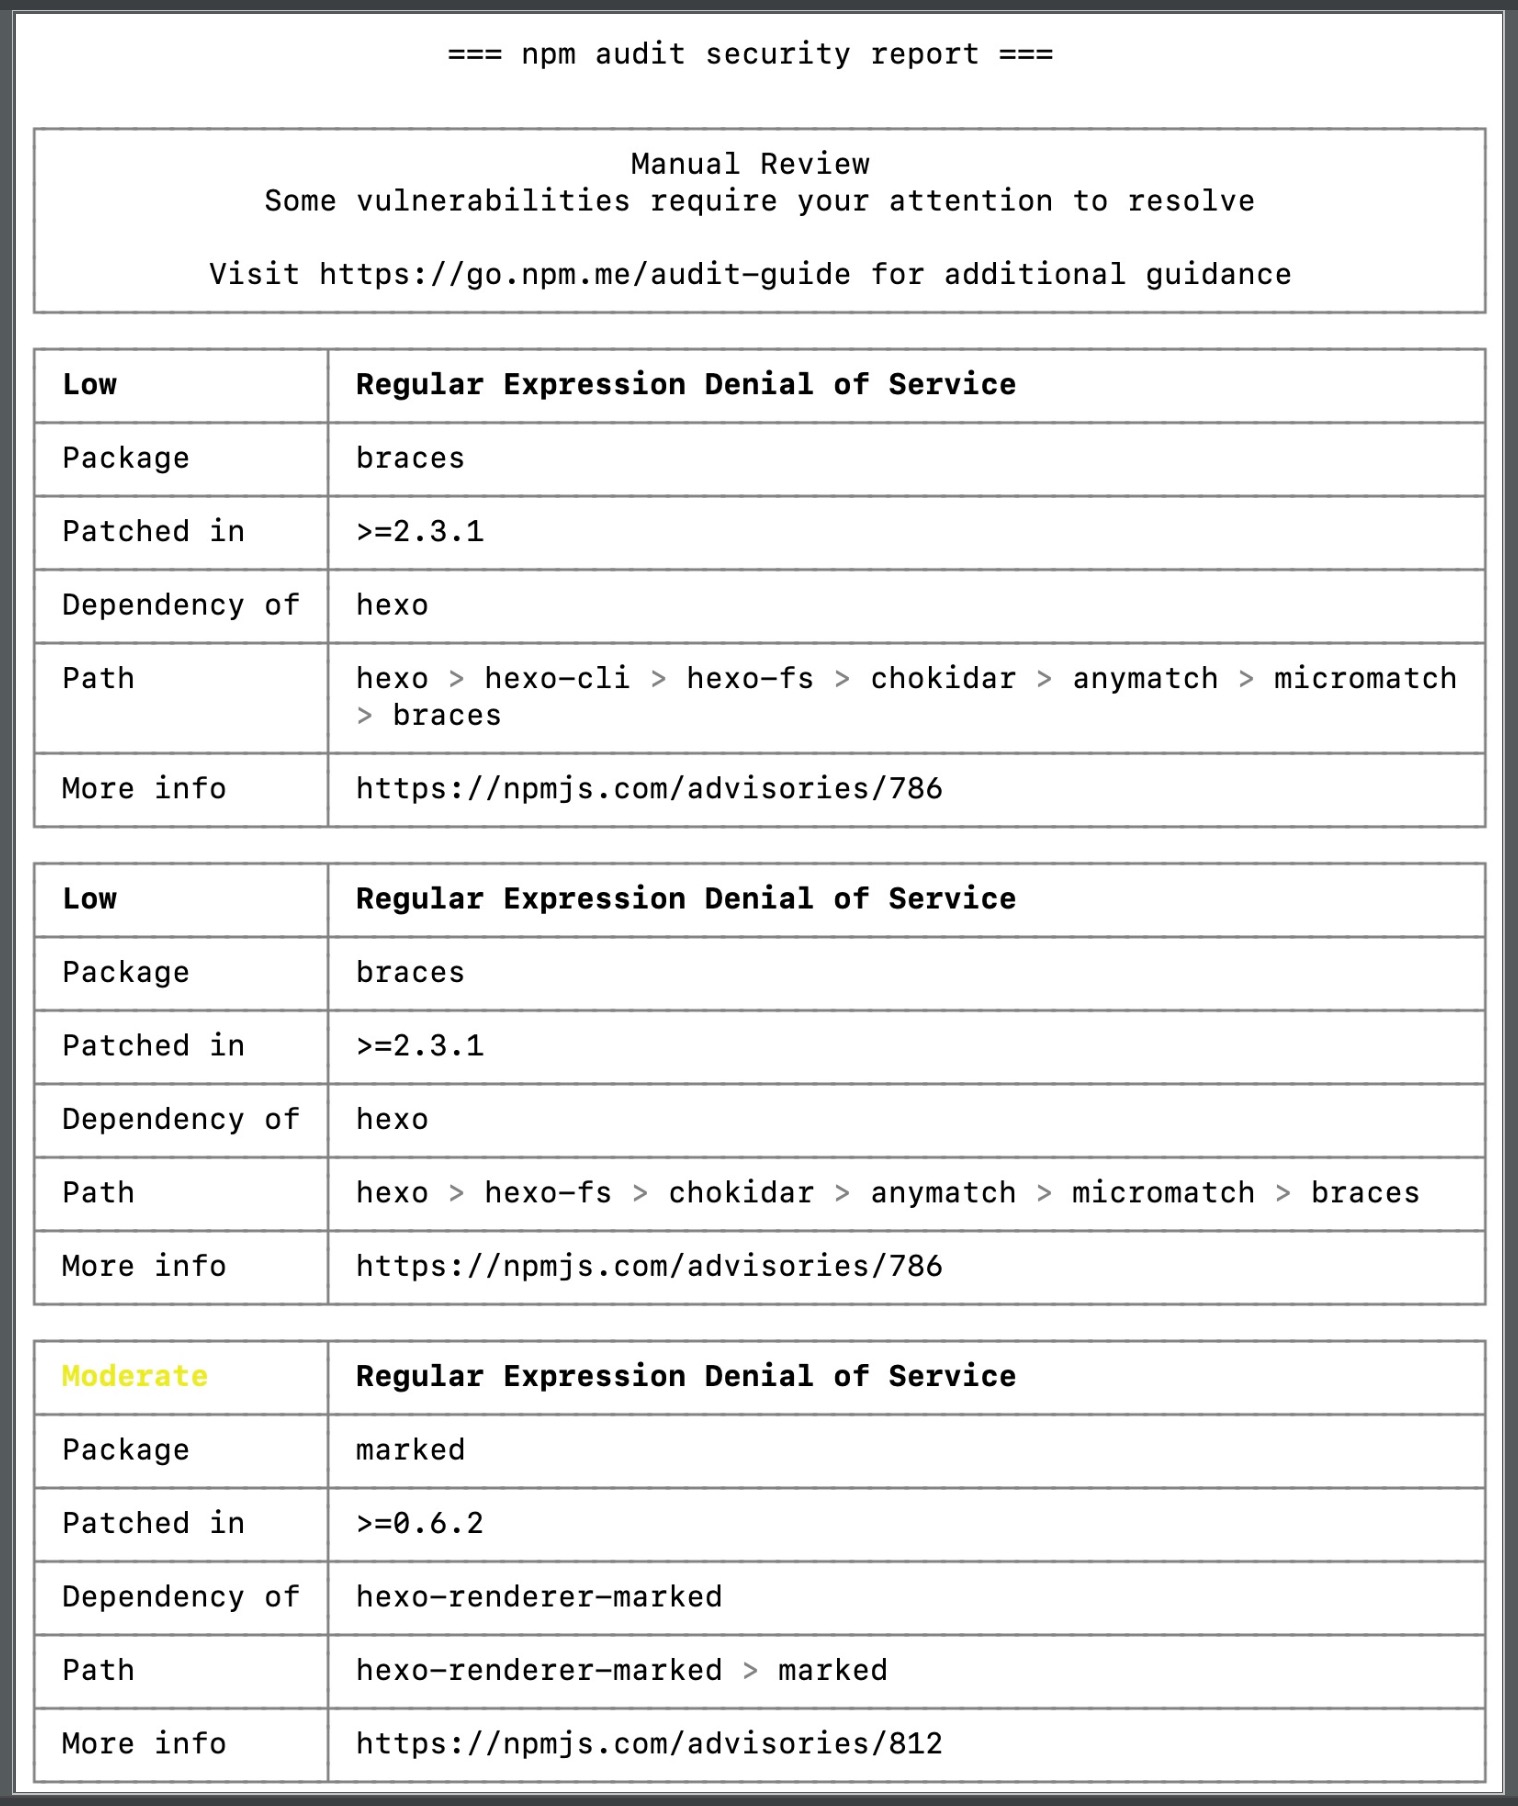 === npm audit security report ===
Manual Review
Some vulnerabilities require your attention to resolve
Visit https://go.npm.me/audit-guide for additional guidance
Low Regular Expression Denial of Service
Package braces
Patched in >=2.3.1
Dependency of hexo
Path hexo > hexo-cli > hexo-fs > chokidar > anymatch > micromatch
> braces
More info https://npmjs.com/advisories/786
Low Regular Expression Denial of Service
Package braces
Patched in >=2.3.1
Dependency of hexo
Path hexo > hexo-fs > chokidar > anymatch > micromatch > braces
More info https://npmjs.com/advisories/786
Moderate Regular Expression Denial of Service
Package marked
Patched in >=0.6.2
Dependency of hexo-renderer-marked
Path hexo-renderer-marked > marked
More info https://npmjs.com/advisories/812